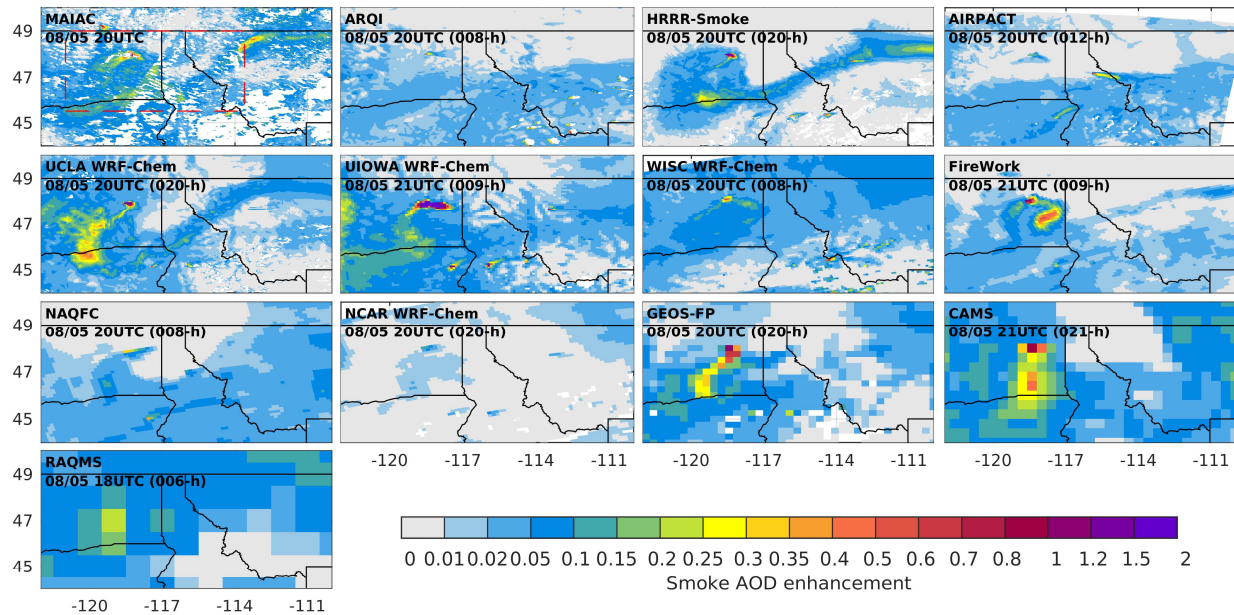 MAIAC
08/05 20UTC
ARQI
08/05 20UTC (008-h)
HRRR-Smoke
08/05 20UTC (020-h)
AIRPACT
08/05 20UTC (012-h)
49
47
45
UCLA WRF-Chem
08/05 20UTC (020-h)
UIOWA WRF-Chem
08/05 21UTC (009-h)
WISC WRF-Chem
08/05 20UTC (008-h)
FireWork
08/05 21UTC (009-h)
49
47
45
NAQFC
08/05 20UTC (008-h)
NCAR WRF-Chem
08/05 20UTC (020-h)
GEOS-FP
08/05 20UTC (020-h)
CAMS
08/05 21UTC (021-h)
49
47
45
-120 -117 -114 -111 -120 -117 -114 -111 -120 -117 -114 -111
RAQMS
08/05 18UTC (006-h)
49
47
45
-120 -117 -114 -111
0 0.01 0.02 0.05 0.1 0.15 0.2 0.25 0.3 0.35 0.4 0.5 0.6 0.7 0.8 1 1.2 1.5 2
Smoke AOD enhancement